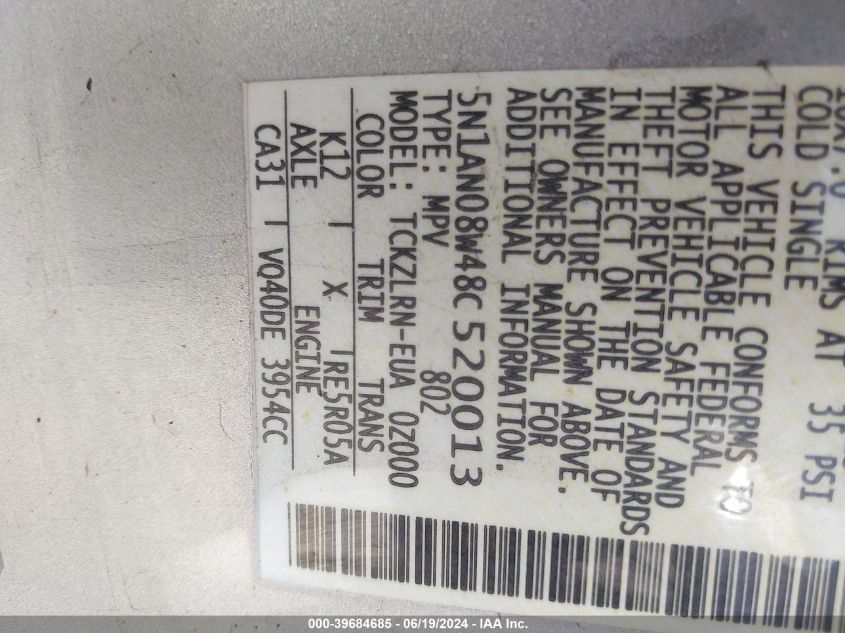 RIMS AT 35 PSI
COLD SINGLE
THIS VEHICLE CONFORMS TO
ALL APPLICABLE FEDERAL
MOTOR VEHICLE SAFETY AND
THEFT PREVENTION STANDARDS
IN EFFECT ON THE DATE OF
MANUFACTURE SHOWN ABOVE.
SEE OWNERS MANUAL FOR
ADDITIONAL INFORMATION.
5N1AN08W48C520013
TYPE: MPV 802
MODEL: TCKZLRN-EUA 0Z000
COLOR TRIM TRANS
K12 X RE5R05A
AXLE ENGINE
CA31 VQ40DE 3954CC
000-39684685 / 06/19/2024 - IAA Inc.